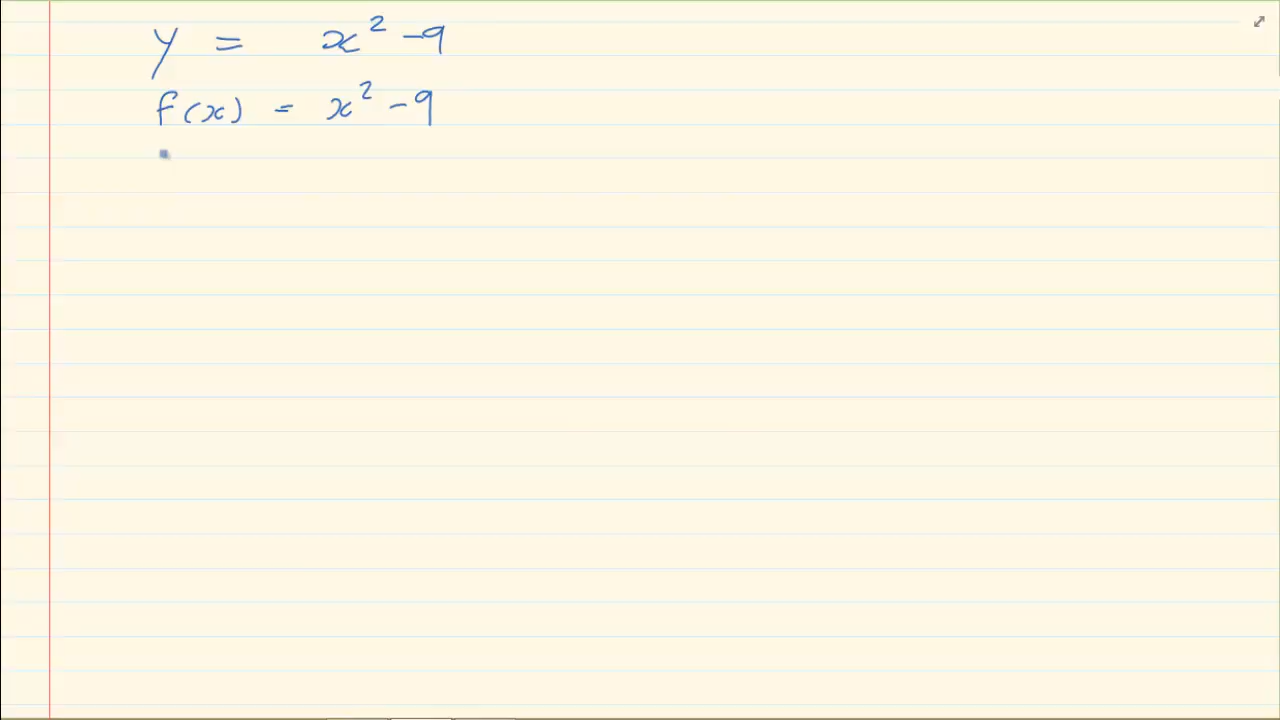 y = x² -9
f(x) = x² -9